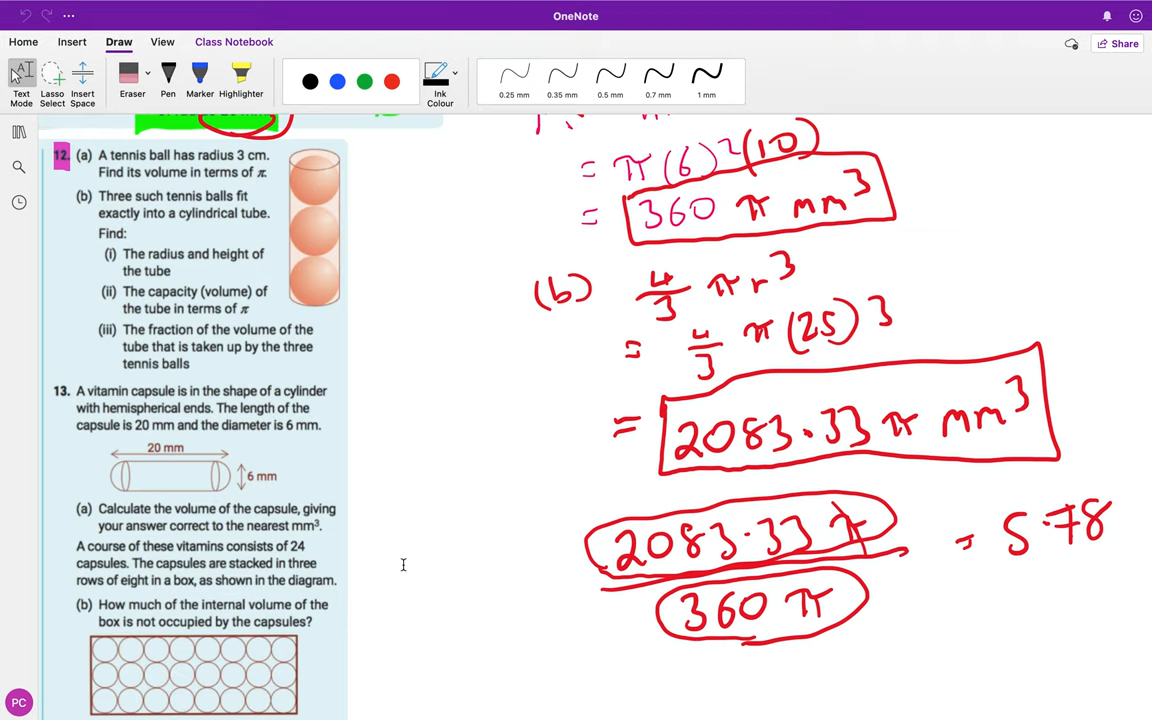 OneNote
Home Insert Draw View Class Notebook
Share
Text Mode
Lasso Select
Insert Space
Eraser
Pen
Marker
Highlighter
Ink Colour
0.25 mm 0.35 mm 0.5 mm 0.7 mm 1 mm
12. (a) A tennis ball has radius 3 cm.
Find its volume in terms of π.
(b) Three such tennis balls fit
exactly into a cylindrical tube.
Find:
(i) The radius and height of
the tube
(ii) The capacity (volume) of
the tube in terms of π
(iii) The fraction of the volume of the
tube that is taken up by the three
tennis balls
13. A vitamin capsule is in the shape of a cylinder
with hemispherical ends. The length of the
capsule is 20 mm and the diameter is 6 mm.
20 mm
6 mm
(a) Calculate the volume of the capsule, giving
your answer correct to the nearest mm³.
A course of these vitamins consists of 24
capsules. The capsules are stacked in three
rows of eight in a box, as shown in the diagram.
(b) How much of the internal volume of the
box is not occupied by the capsules?
= π(6)²(10)
= 360 π mm³
(b) 4/3 πr³
= 4/3 π(25)³
= 2083.33 π mm³
2083.33 π / 360 π = 5.78
PC